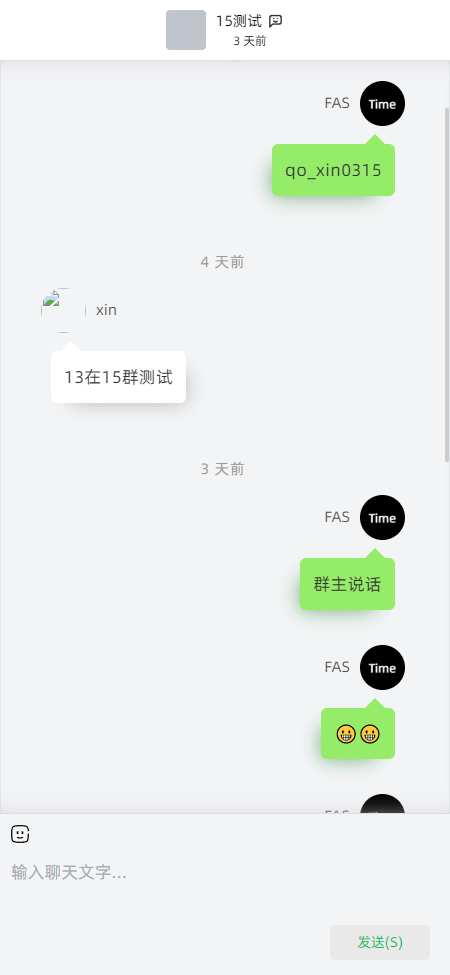 15测试
3 天前
FAS
Time
qo_xin0315
4 天前
xin
13在15群测试
3 天前
FAS
Time
群主说话
FAS
Time
😀😀
输入聊天文字...
发送(S)